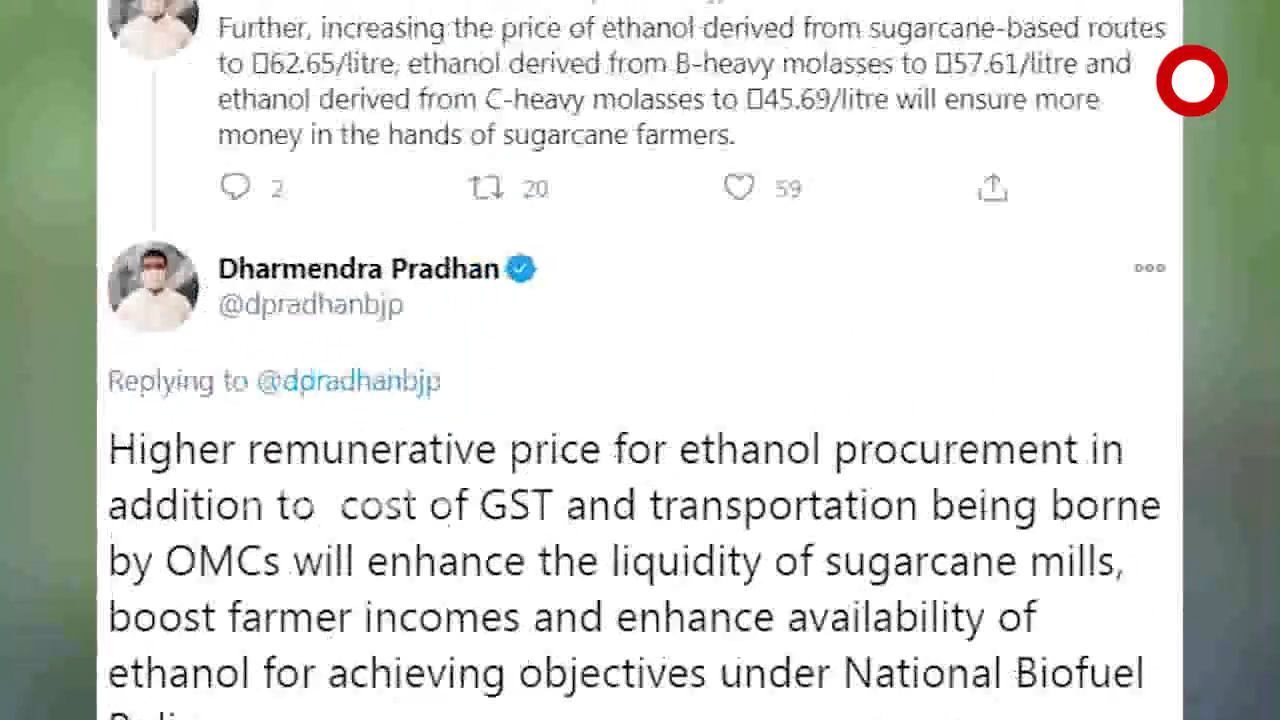 Further, increasing the price of ethanol derived from sugarcane-based routes
to □62.65/litre, ethanol derived from B-heavy molasses to □57.61/litre and
ethanol derived from C-heavy molasses to □45.69/litre will ensure more
money in the hands of sugarcane farmers.
2 20 59
Dharmendra Pradhan
@dpradhanbjp
Replying to @dpradhanbjp
Higher remunerative price for ethanol procurement in
addition to cost of GST and transportation being borne
by OMCs will enhance the liquidity of sugarcane mills,
boost farmer incomes and enhance availability of
ethanol for achieving objectives under National Biofuel